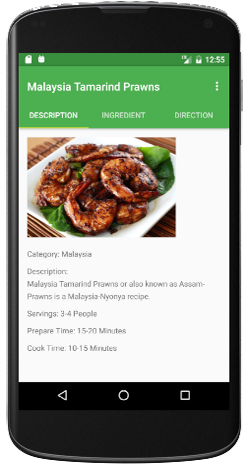 12:55
Malaysia Tamarind Prawns
DESCRIPTION INGREDIENT DIRECTION
Category: Malaysia
Description:
Malaysia Tamarind Prawns or also known as Assam-
Prawns is a Malaysia-Nyonya recipe.
Servings: 3-4 People
Prepare Time: 15-20 Minutes
Cook Time: 10-15 Minutes